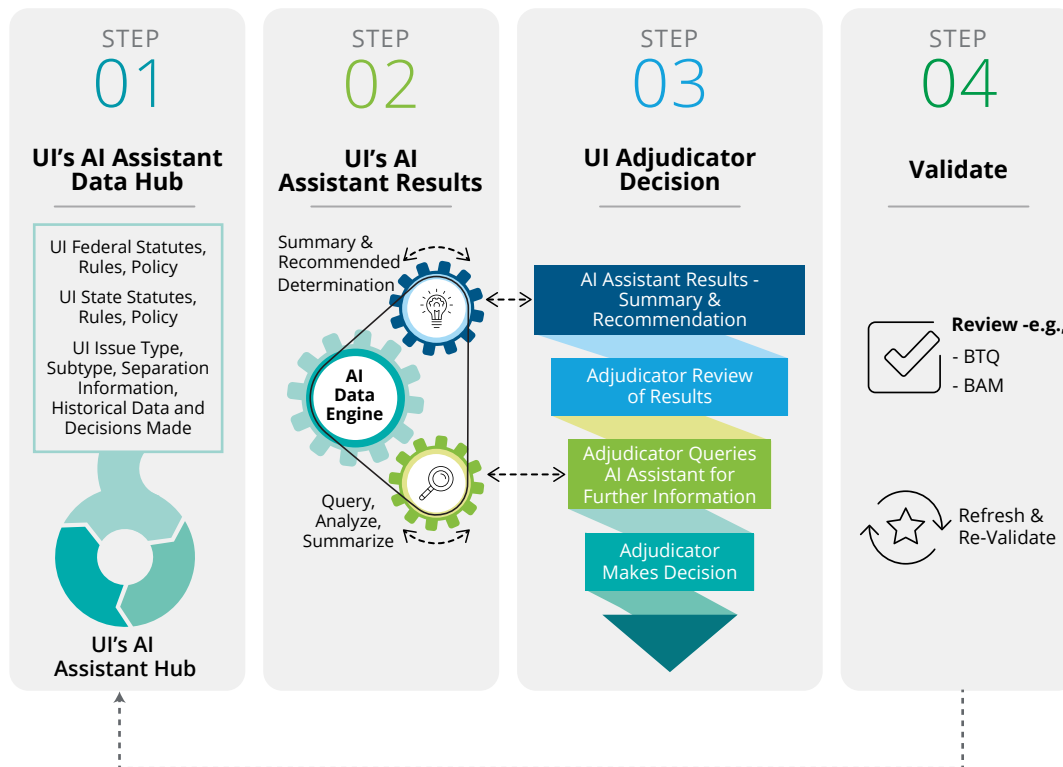 STEP
01
UI's AI Assistant
Data Hub
UI Federal Statutes,
Rules, Policy
UI State Statutes,
Rules, Policy
UI Issue Type,
Subtype, Separation
Information,
Historical Data and
Decisions Made
UI's AI
Assistant Hub
STEP
02
UI's AI
Assistant Results
Summary &
Recommended
Determination
AI
Data
Engine
Query,
Analyze,
Summarize
STEP
03
UI Adjudicator
Decision
AI Assistant Results -
Summary &
Recommendation
Adjudicator Review
of Results
Adjudicator Queries
AI Assistant for
Further Information
Adjudicator
Makes Decision
STEP
04
Validate
Review -e.g.,
- BTQ
- BAM
Refresh &
Re-Validate